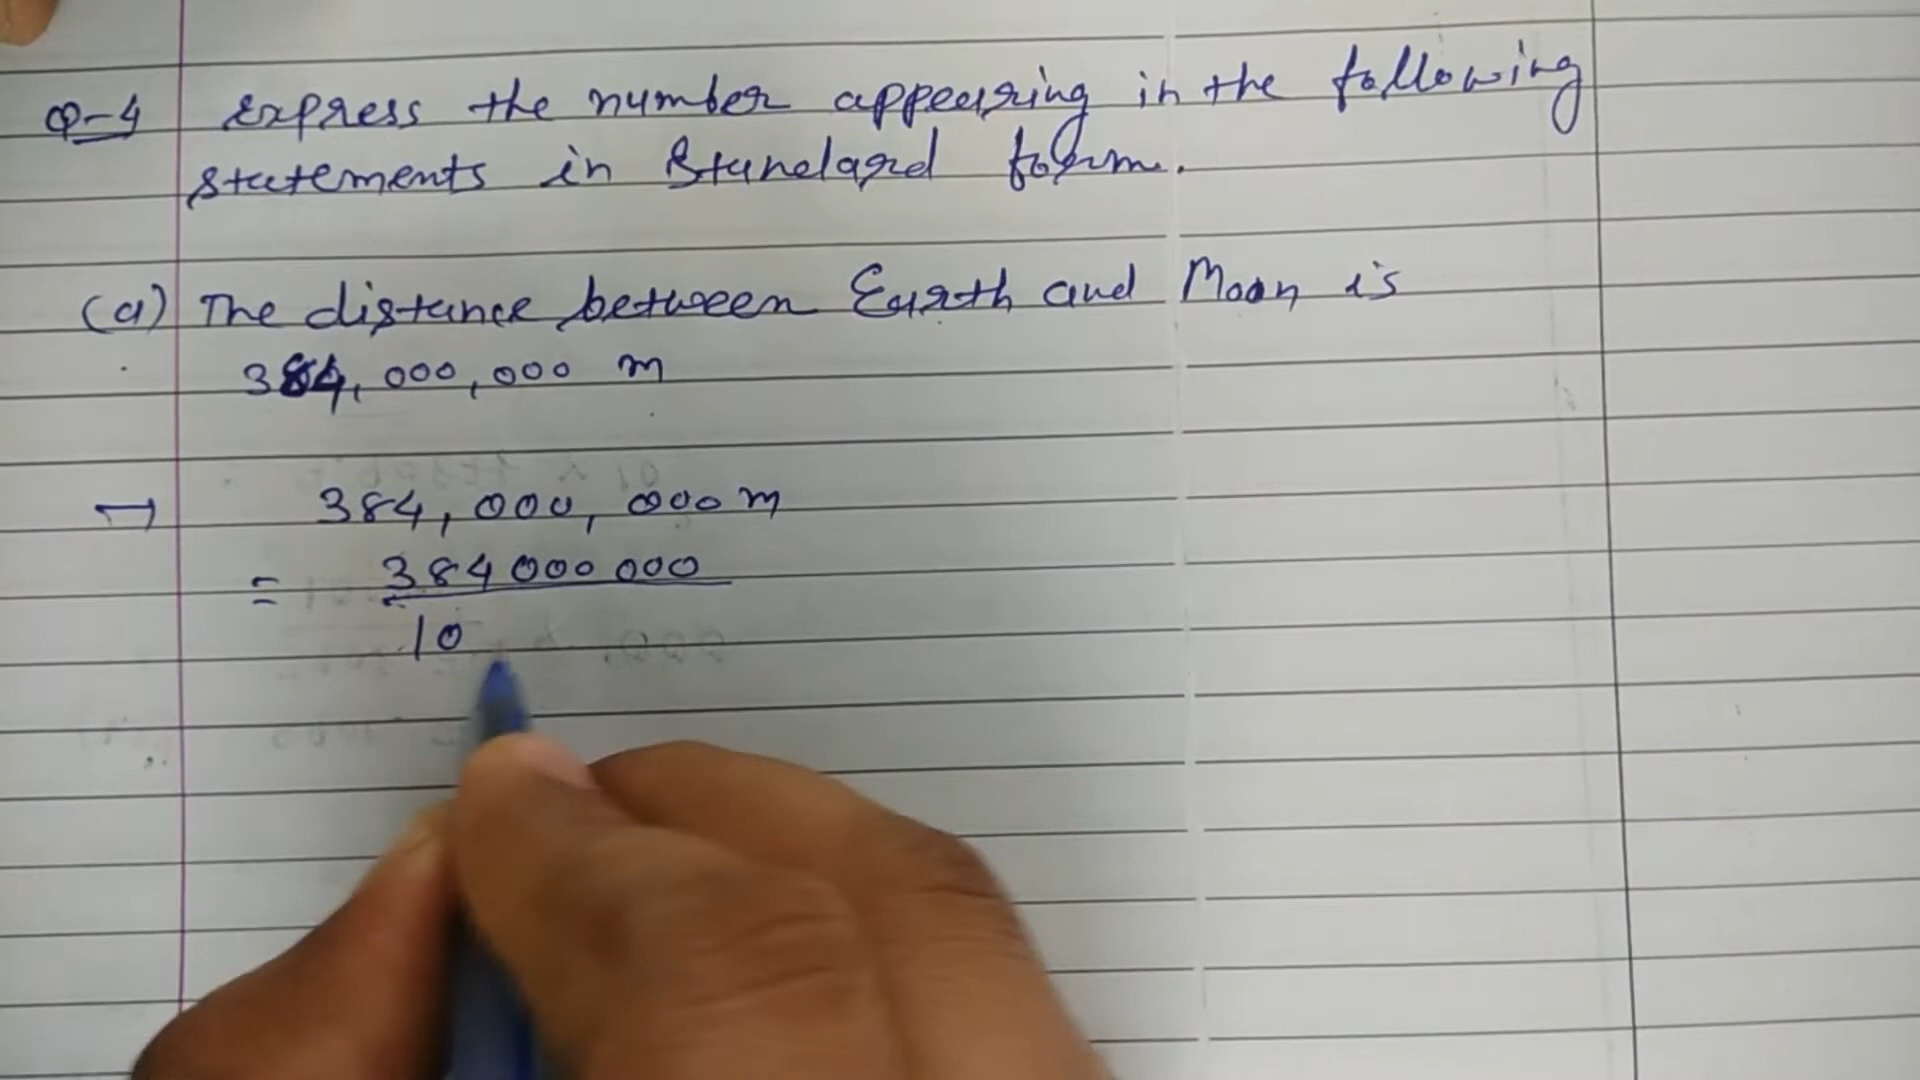 Q-4 Express the number appearing in the following
statements in standard form.
(a) The distance between Earth and Moon is
384,000,000 m
→ 384,000,000 m
= 384000000
10